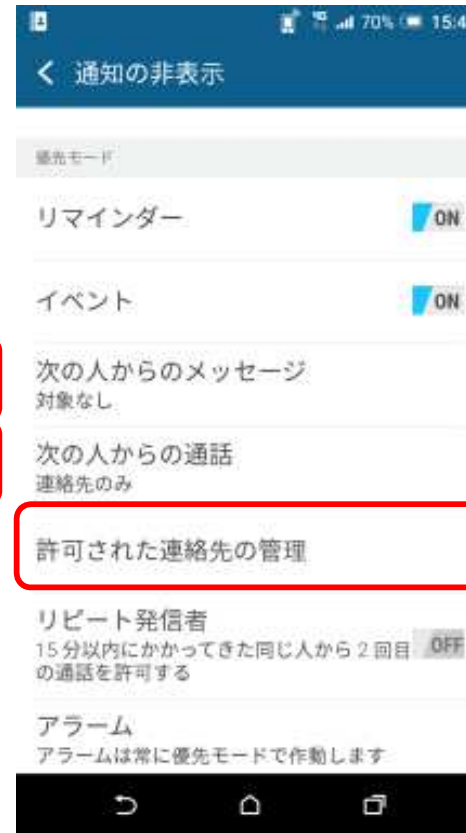 70% 15:4
通知の非表示
優先モード
リマインダー ON
イベント ON
次の人からのメッセージ
対象なし
次の人からの通話
連絡先のみ
許可された連絡先の管理
リピート発信者
15分以内にかかってきた同じ人から2回目 OFF
の通話を許可する
アラーム
アラームは常に優先モードで作動します